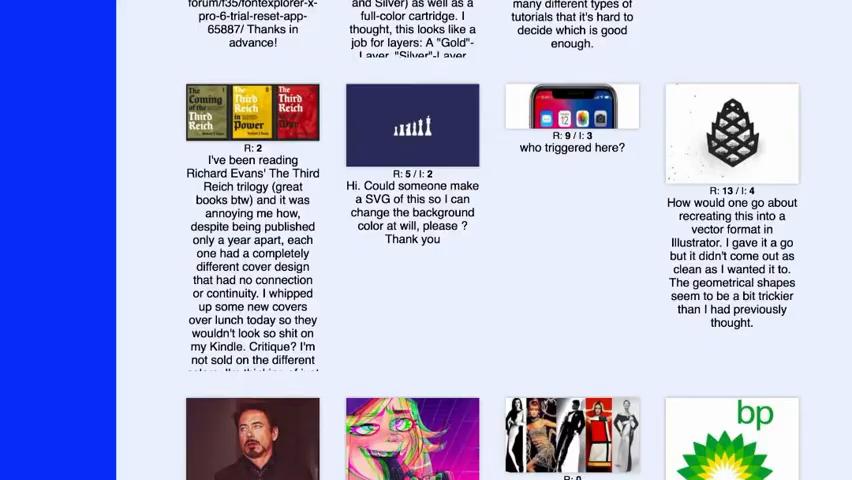 forum/f35/fontexplorer-x-
pro-6-trial-reset-app-
65887/ Thanks in
advance!
and Silver) as well as a
full-color cartridge. I
thought, this looks like a
job for layers: A "Gold"-
Layer, "Silver"-Layer
many different types of
tutorials that it's hard to
decide which is good
enough.
The
Coming
of the
Third
Reich
The
Third
Reich
in
Power
The
Third
Reich
at
War
R: 2
I've been reading
Richard Evans' The Third
Reich trilogy (great
books btw) and it was
annoying me how,
despite being published
only a year apart, each
one had a completely
different cover design
that had no connection
or continuity. I whipped
up some new covers
over lunch today so they
wouldn't look so shit on
my Kindle. Critique? I'm
not sold on the different
colors. I'm thinking of just
R: 5 / I: 2
Hi. Could someone make
a SVG of this so I can
change the background
color at will, please ?
Thank you
12
R: 9 / I: 3
who triggered here?
R: 13 / I: 4
How would one go about
recreating this into a
vector format in
Illustrator. I gave it a go
but it didn't come out as
clean as I wanted it to.
The geometrical shapes
seem to be a bit trickier
than I had previously
thought.
R: 0
bp